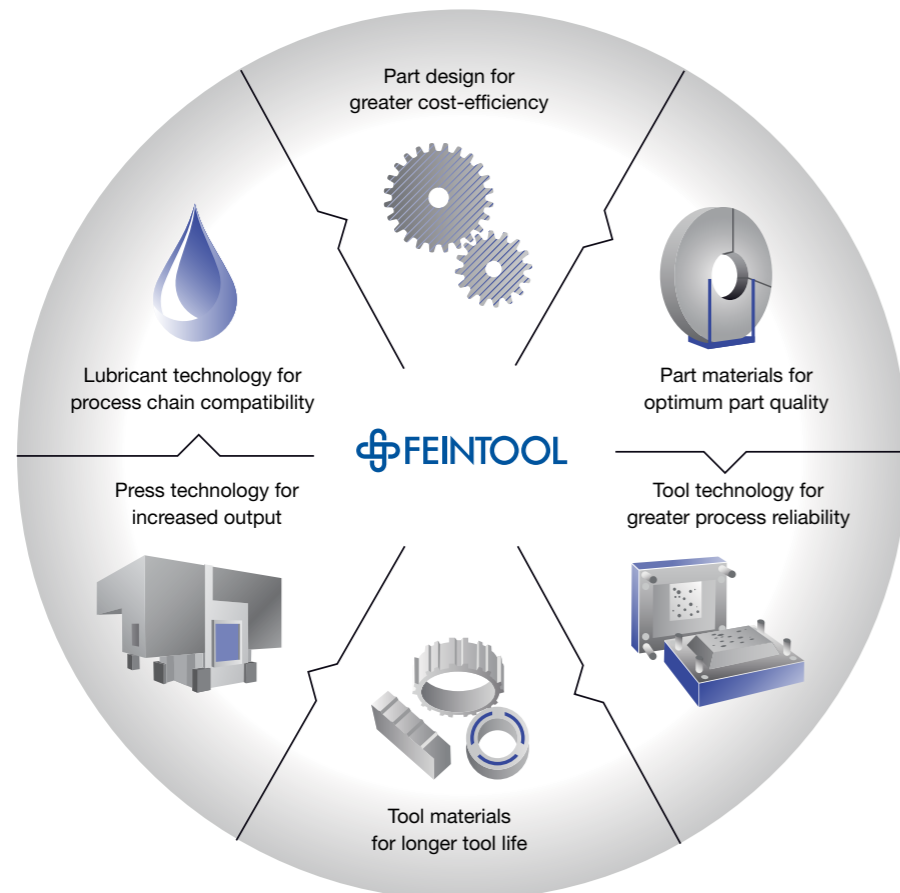 Part design for
greater cost-efficiency
Lubricant technology for
process chain compatibility
Part materials for
optimum part quality
FEINTOOL
Press technology for
increased output
Tool technology for
greater process reliability
Tool materials
for longer tool life